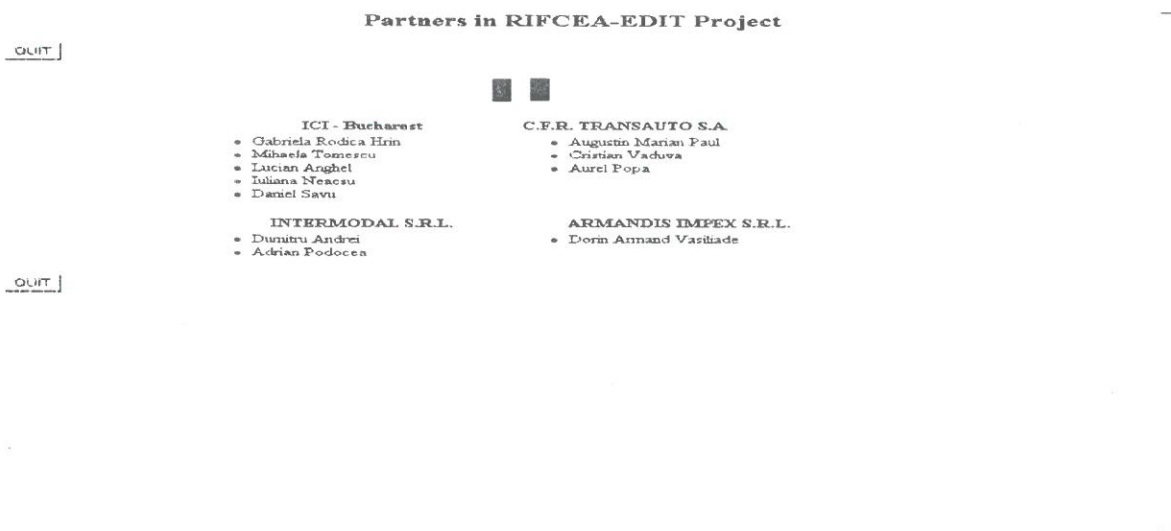 Partners in RIFCEA-EDIT Project
QUIT
ICI - Bucharest
Gabriela Rodica Hrin
Mihaela Tomescu
Lucian Anghel
Iuliana Neacsu
Daniel Savu
C.F.R. TRANSAUTO S.A.
Augustin Marian Paul
Cristian Vaduva
Aurel Popa
INTERMODAL S.R.L.
Dumitru Andrei
Adrian Podocea
ARMANDIS IMPEX S.R.L.
Dorin Armand Vasiliade
QUIT